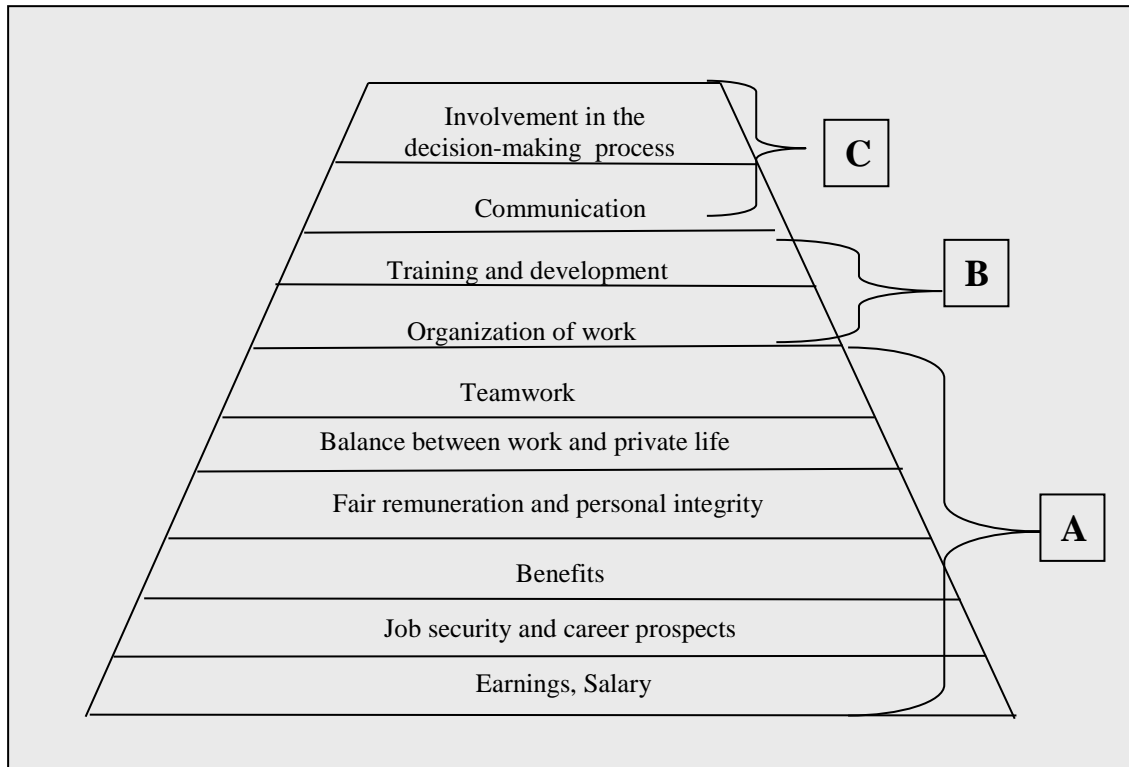 Involvement in the
decision-making process
C
Communication
Training and development
B
Organization of work
Teamwork
Balance between work and private life
Fair remuneration and personal integrity
A
Benefits
Job security and career prospects
Earnings, Salary